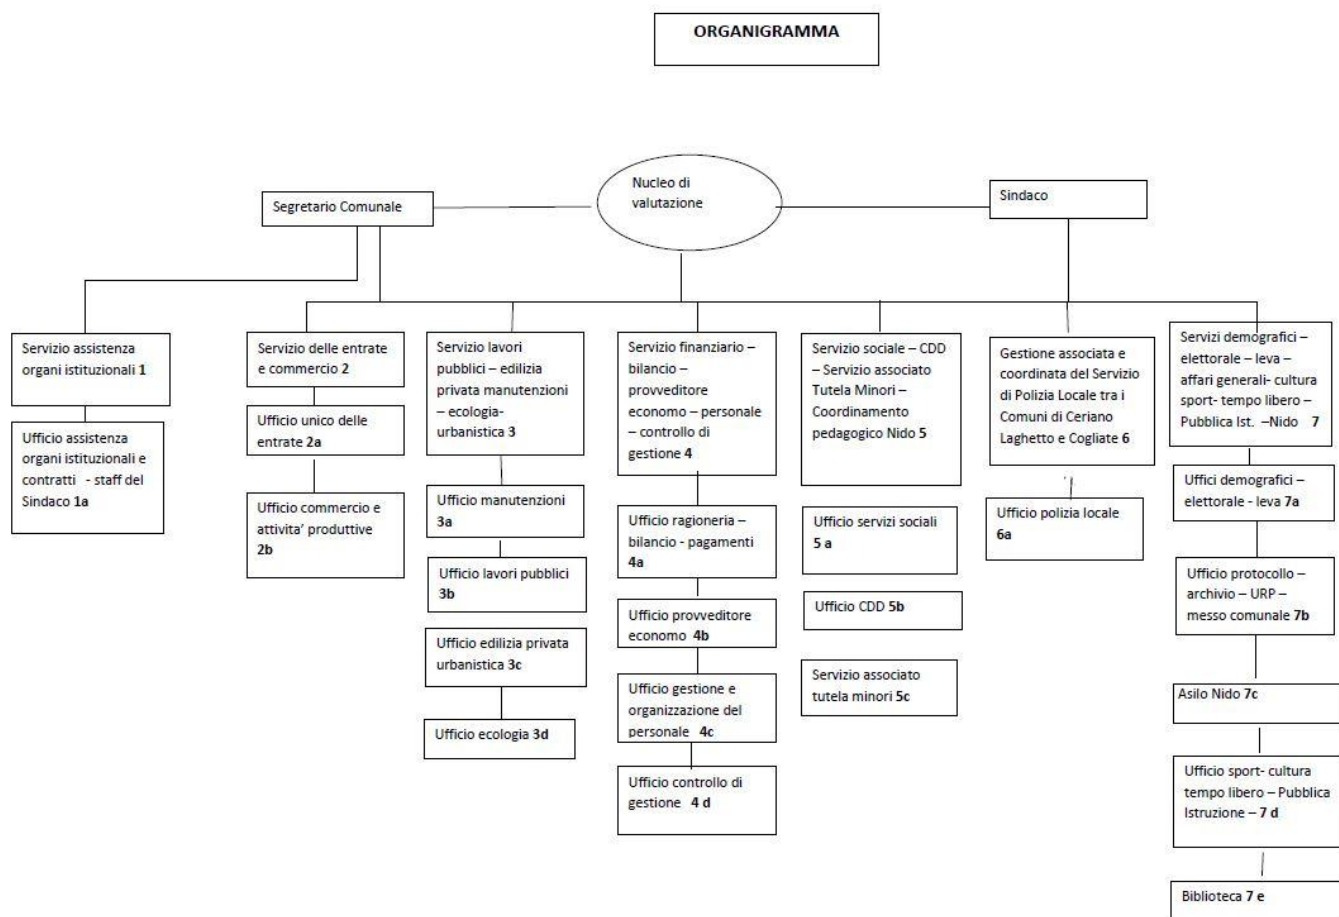 ORGANIGRAMMA
Segretario Comunale
Nucleo di
valutazione
Sindaco
Servizio assistenza
organi istituzionali 1
Ufficio assistenza
organi istituzionali e
contratti - staff del
Sindaco 1a
Servizio delle entrate
e commercio 2
Ufficio unico delle
entrate 2a
Ufficio commercio e
attivita’ produttive
2b
Servizio lavori
pubblici – edilizia
privata manutenzioni
– ecologia-
urbanistica 3
Ufficio manutenzioni
3a
Ufficio lavori pubblici
3b
Ufficio edilizia privata
urbanistica 3c
Ufficio ecologia 3d
Servizio finanziario –
bilancio –
provveditore
economo – personale
– controllo di
gestione 4
Ufficio ragioneria –
bilancio - pagamenti
4a
Ufficio provveditore
economo 4b
Ufficio gestione e
organizzazione del
personale 4c
Ufficio controllo di
gestione 4 d
Servizio sociale – CDD
– Servizio associato
Tutela Minori –
Coordinamento
pedagogico Nido 5
Ufficio servizi sociali
5 a
Ufficio CDD 5b
Servizio associato
tutela minori 5c
Gestione associata e
coordinata del Servizio
di Polizia Locale tra i
Comuni di Ceriano
Laghetto e Cogliate 6
Ufficio polizia locale
6a
Servizi demografici –
elettorale – leva –
affari generali- cultura
sport- tempo libero –
Pubblica Ist. –Nido 7
Uffici demografici –
elettorale - leva 7a
Ufficio protocollo –
archivio – URP –
messo comunale 7b
Asilo Nido 7c
Ufficio sport- cultura
tempo libero – Pubblica
Istruzione – 7 d
Biblioteca 7 e